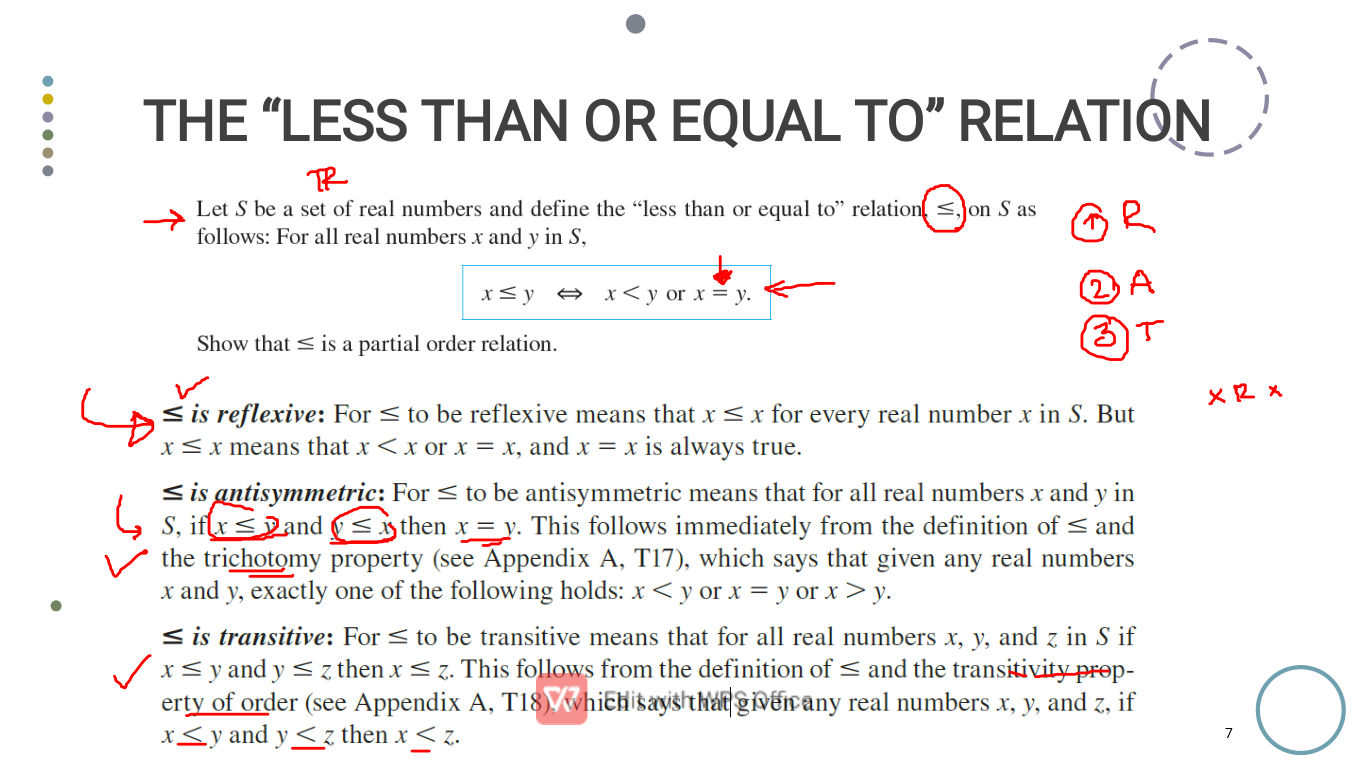 THE “LESS THAN OR EQUAL TO” RELATION
ℝ
Let S be a set of real numbers and define the “less than or equal to” relation, ≤, on S as
follows: For all real numbers x and y in S,
x ≤ y ⇔ x < y or x = y.
Show that ≤ is a partial order relation.
1 R
2 A
3 T
x R x
≤ is reflexive: For ≤ to be reflexive means that x ≤ x for every real number x in S. But
x ≤ x means that x < x or x = x, and x = x is always true.
≤ is antisymmetric: For ≤ to be antisymmetric means that for all real numbers x and y in
S, if x ≤ y and y ≤ x then x = y. This follows immediately from the definition of ≤ and
the trichotomy property (see Appendix A, T17), which says that given any real numbers
x and y, exactly one of the following holds: x < y or x = y or x > y.
≤ is transitive: For ≤ to be transitive means that for all real numbers x, y, and z in S if
x ≤ y and y ≤ z then x ≤ z. This follows from the definition of ≤ and the transitivity prop-
erty of order (see Appendix A, T18), which says that given any real numbers x, y, and z, if
x < y and y < z then x < z.
Edit with WPS Office
7